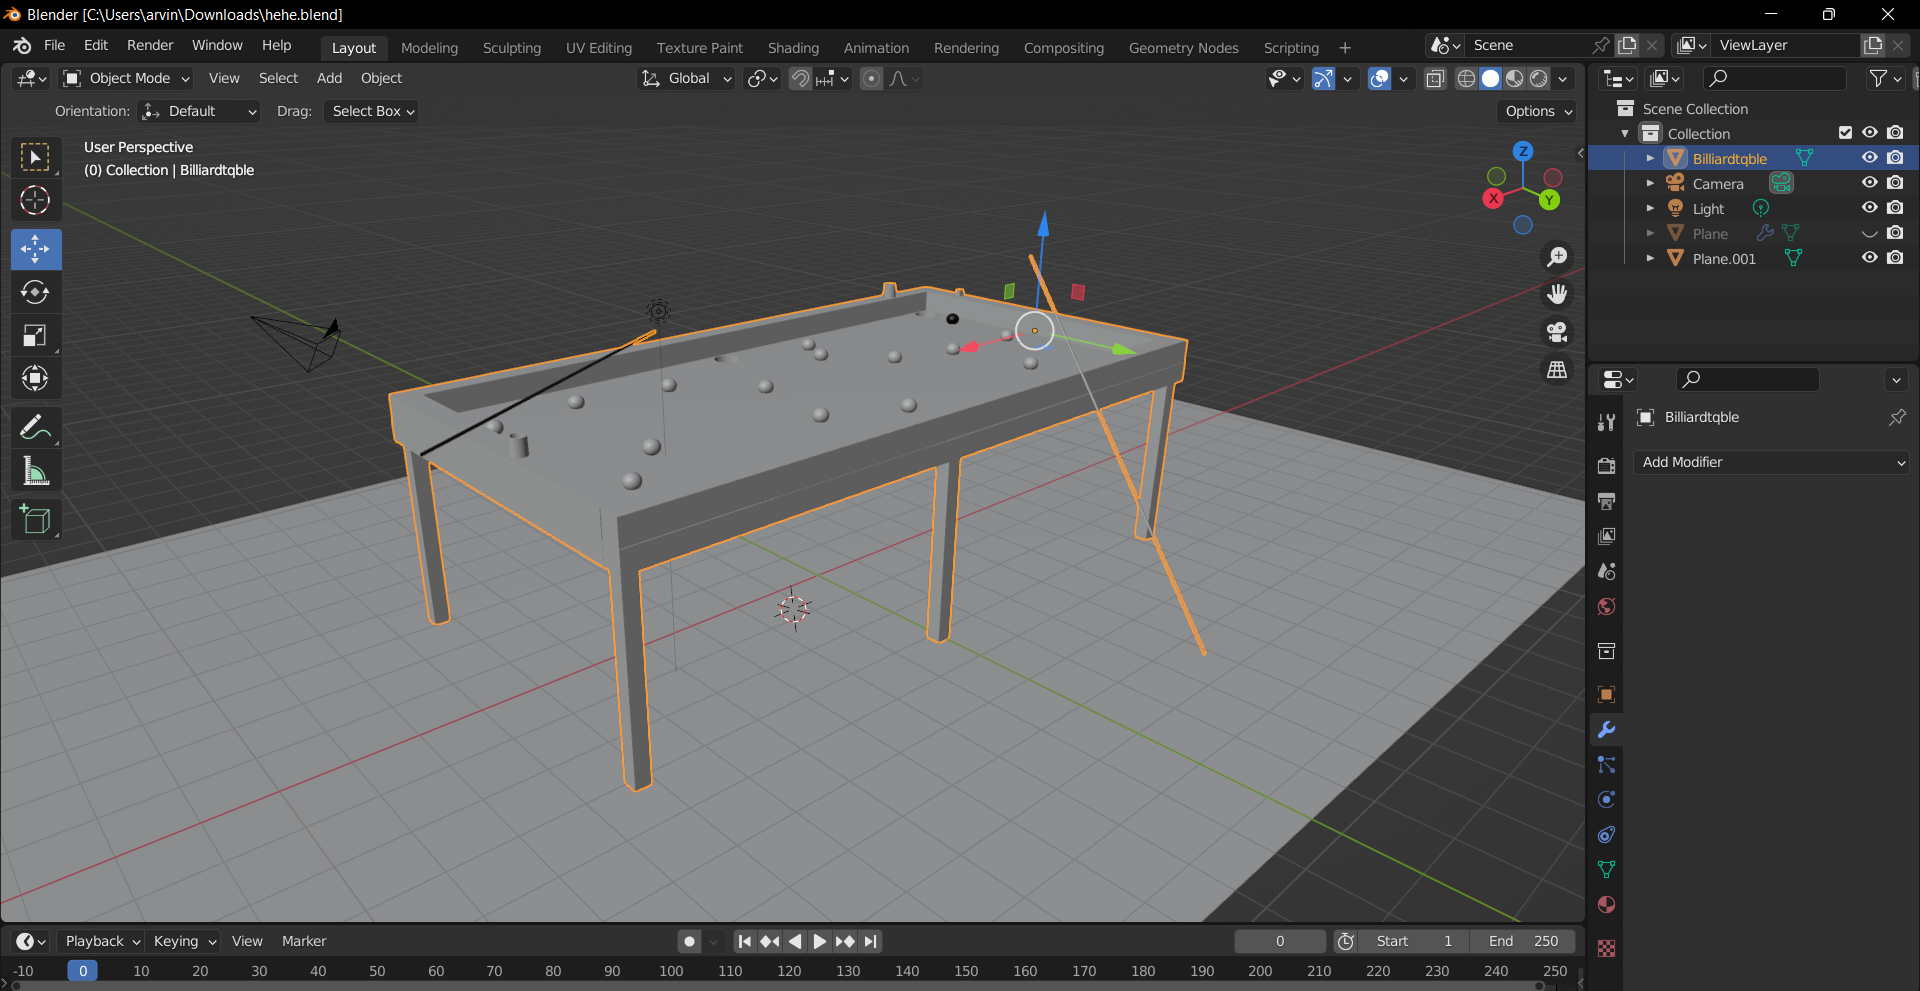 Blender [C:\Users\arvin\Downloads\hehe.blend]
File Edit Render Window Help Layout Modeling Sculpting UV Editing Texture Paint Shading Animation Rendering Compositing Geometry Nodes Scripting + Scene ViewLayer
Object Mode View Select Add Object Global
Orientation: Default Drag: Select Box Options
User Perspective
(0) Collection | Billiardtqble
Z
X
Y
Scene Collection
Collection
Billiardtqble
Camera
Light
Plane
Plane.001
Billiardtqble
Add Modifier
Playback Keying View Marker 0 Start 1 End 250
-10 0 10 20 30 40 50 60 70 80 90 100 110 120 130 140 150 160 170 180 190 200 210 220 230 240 250